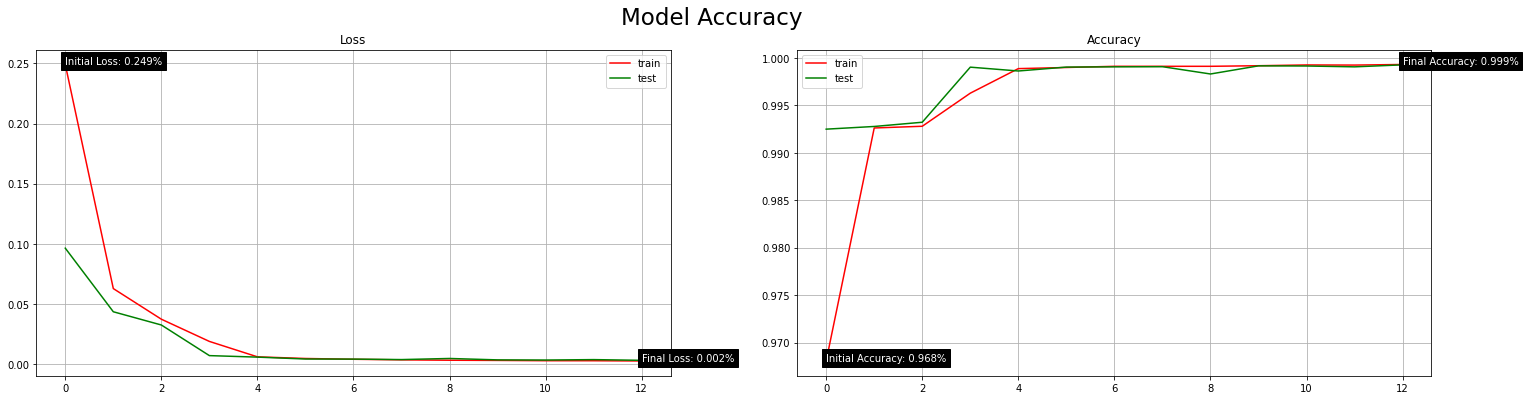 Model Accuracy
Loss
Initial Loss: 0.249%
train
test
0.25
0.20
0.15
0.10
0.05
0.00
Final Loss: 0.002%
0 2 4 6 8 10 12
Accuracy
train
test
Final Accuracy: 0.999%
1.000
0.995
0.990
0.985
0.980
0.975
0.970
Initial Accuracy: 0.968%
0 2 4 6 8 10 12